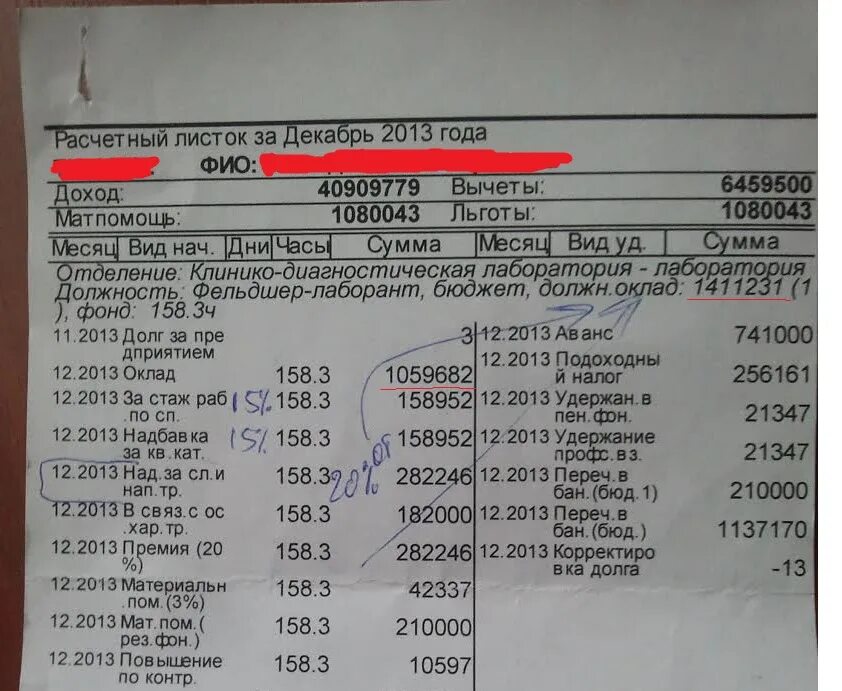 Расчетный листок за Декабрь 2013 года
ФИО:
Доход: 40909779 Вычеты: 6459500
Матпомощь: 1080043 Льготы: 1080043
Месяц Вид нач. Дни Часы Сумма Месяц Вид уд. Сумма
Отделение: Клинико-диагностическая лаборатория - лаборатория
Должность: Фельдшер-лаборант, бюджет, должн.оклад: 1411231 (1
), фонд: 158.3ч
11.2013 Долг за пре
дприятием 3
12.2013 Оклад 158.3 1059682
12.2013 За стаж раб
.по сп. 15% 158.3 158952
12.2013 Надбавка
за кв.кат. 15% 158.3 158952
12.2013 Над.за сл.и
нап.тр. 158.3 282246
20% от
12.2013 В связ.с ос
.хар.тр. 158.3 182000
12.2013 Премия (20
%) 158.3 282246
12.2013 Материальн
.пом.(3%) 158.3 42337
12.2013 Мат.пом.(
рез.фон.) 158.3 210000
12.2013 Повышение
по контр. 158.3 10597
12.2013 Аванс 741000
12.2013 Подоходны
й налог 256161
12.2013 Удержан.в
пен.фон. 21347
12.2013 Удержание
профс.вз. 21347
12.2013 Переч.в
бан.(бюд.1) 210000
12.2013 Переч.в
бан.(бюд.) 1137170
12.2013 Корректиро
вка долга -13